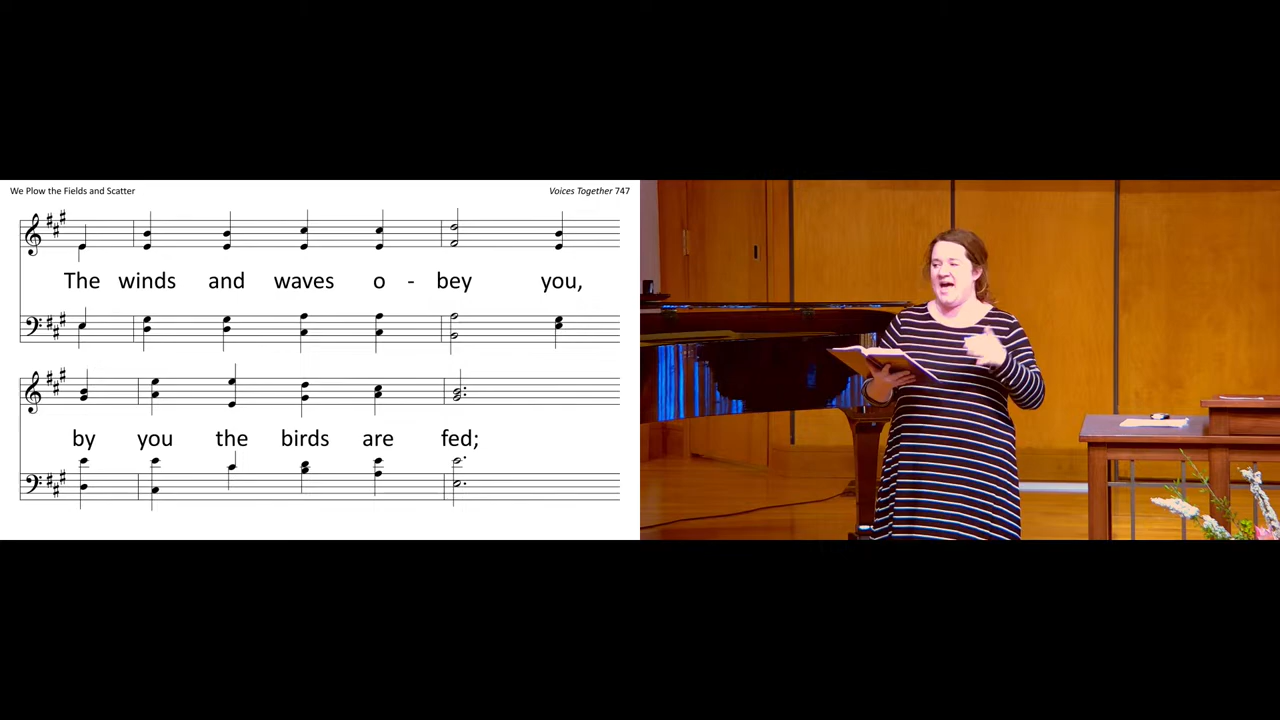 We Plow the Fields and Scatter
Voices Together 747
The winds and waves o - bey you,
by you the birds are fed;